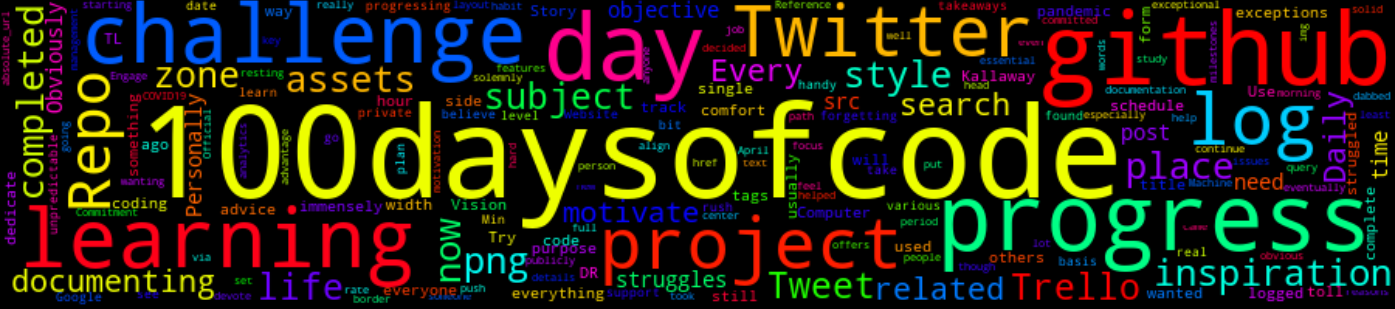 challenge
day
Twitter
github
100daysofcode
learning
project
progress
log
Repo
completed
Obviously
zone
assets
subject
Every
style
search
objective
single
comfort
Kallaway
takeaways
pandemic
exceptions
exceptional
committed
solid
words
form
study
img
milestones
Reference
well
essential
head
handy
job
decided
Story
habit
layout
progressing
really
way
date
starting
TL
key
absolute_url
Engage
resting
learn
COVID19
hour
private
side
believe
features
solemnly
level
website
track
bit
src
path
forgetting
documentation
schedule
found
especially
post
help
Use
morning
dabbed
least
Daily
time
struggled
continue
issues
query
eventually
place
title
Machine
need
complete
real
obvious
inspiration
wanted
logged
toll
reasons
basis
lot
others
period
people
used
offers
though
various
Computer
Vision
motivate
rush
center
tags
April
text
href
person
align
put
will
take
focus
feel
helped
usually
plan
go
advantage
analytics
motivation
hard
Official
Personally
something
ago
wanting
going
unpredictable
dedicate
coding
Commitment
advice
immensely
width
Min
Try
now
png
code
full
purpose
publicly
details
DR
struggles
support
took
still
Tweet
related
Trello
documenting
life
via
set
devote
rate
border
everyone
push
everything
Google
see